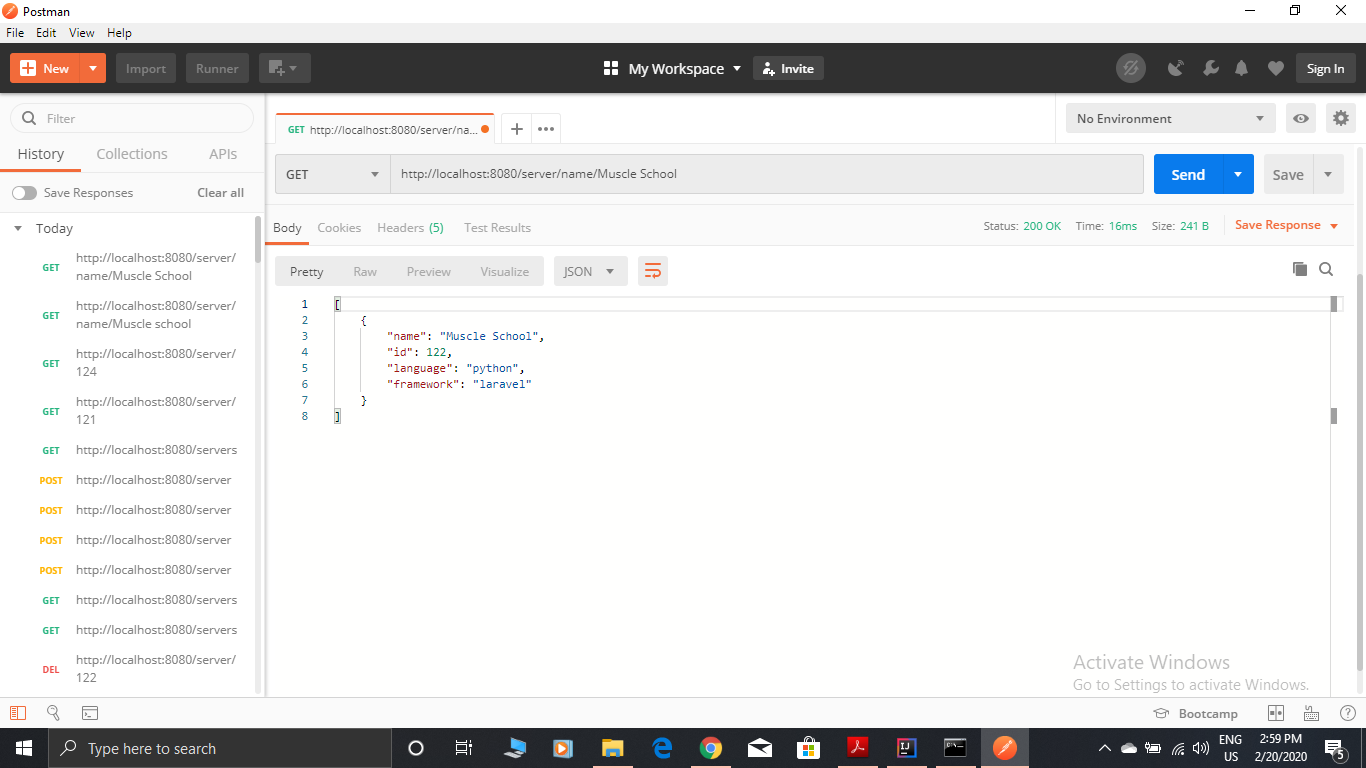 Postman
File Edit View Help
New Import Runner My Workspace Invite Sign In
Filter
History Collections APIs
Save Responses Clear all
Today
GET http://localhost:8080/server/
name/Muscle School
GET http://localhost:8080/server/
name/Muscle school
GET http://localhost:8080/server/
124
GET http://localhost:8080/server/
121
GET http://localhost:8080/servers
POST http://localhost:8080/server
POST http://localhost:8080/server
POST http://localhost:8080/server
POST http://localhost:8080/server
GET http://localhost:8080/servers
GET http://localhost:8080/servers
DEL http://localhost:8080/server/
122
GET http://localhost:8080/server/na... + •••
No Environment
GET http://localhost:8080/server/name/Muscle School Send Save
Body Cookies Headers (5) Test Results Status: 200 OK Time: 16ms Size: 241 B Save Response
Pretty Raw Preview Visualize JSON
1 [
2 {
3 "name": "Muscle School",
4 "id": 122,
5 "language": "python",
6 "framework": "laravel"
7 }
8 ]
Activate Windows
Go to Settings to activate Windows.
Bootcamp
Type here to search
IJ
ENG
US
2:59 PM
2/20/2020
5